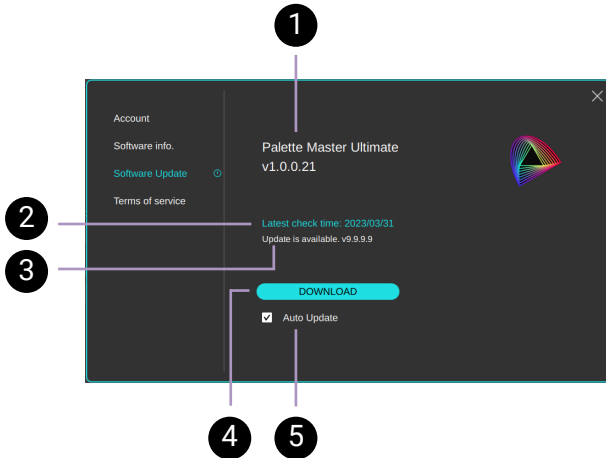 1
Account
Software info.
Software Update
Terms of service
Palette Master Ultimate
v1.0.0.21
2
Latest check time: 2023/03/31
3
Update is available. v9.9.9.9
DOWNLOAD
Auto Update
4
5